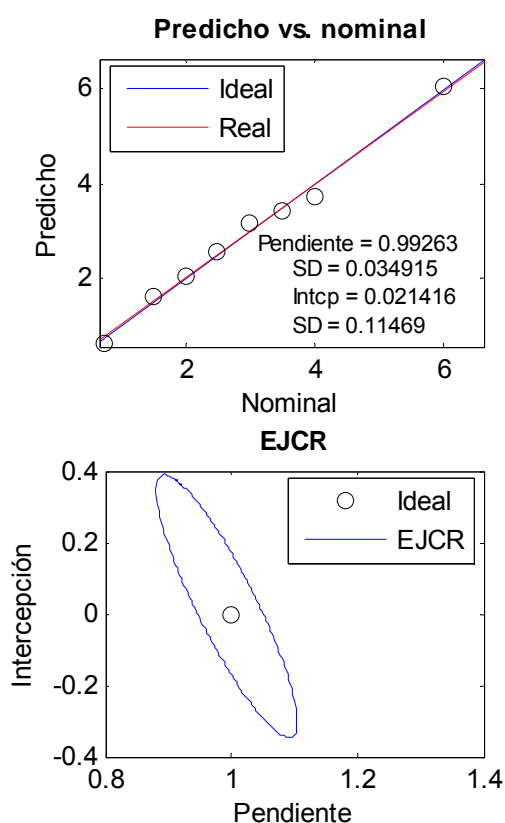 Predicho vs. nominal
Ideal
Real
6
4
2
Predicho
Pendiente = 0.99263
SD = 0.034915
Intcp = 0.021416
SD = 0.11469
2 4 6
Nominal
EJCR
Ideal
EJCR
0.4
0.2
0
-0.2
-0.4
Intercepción
0.8 1 1.2 1.4
Pendiente